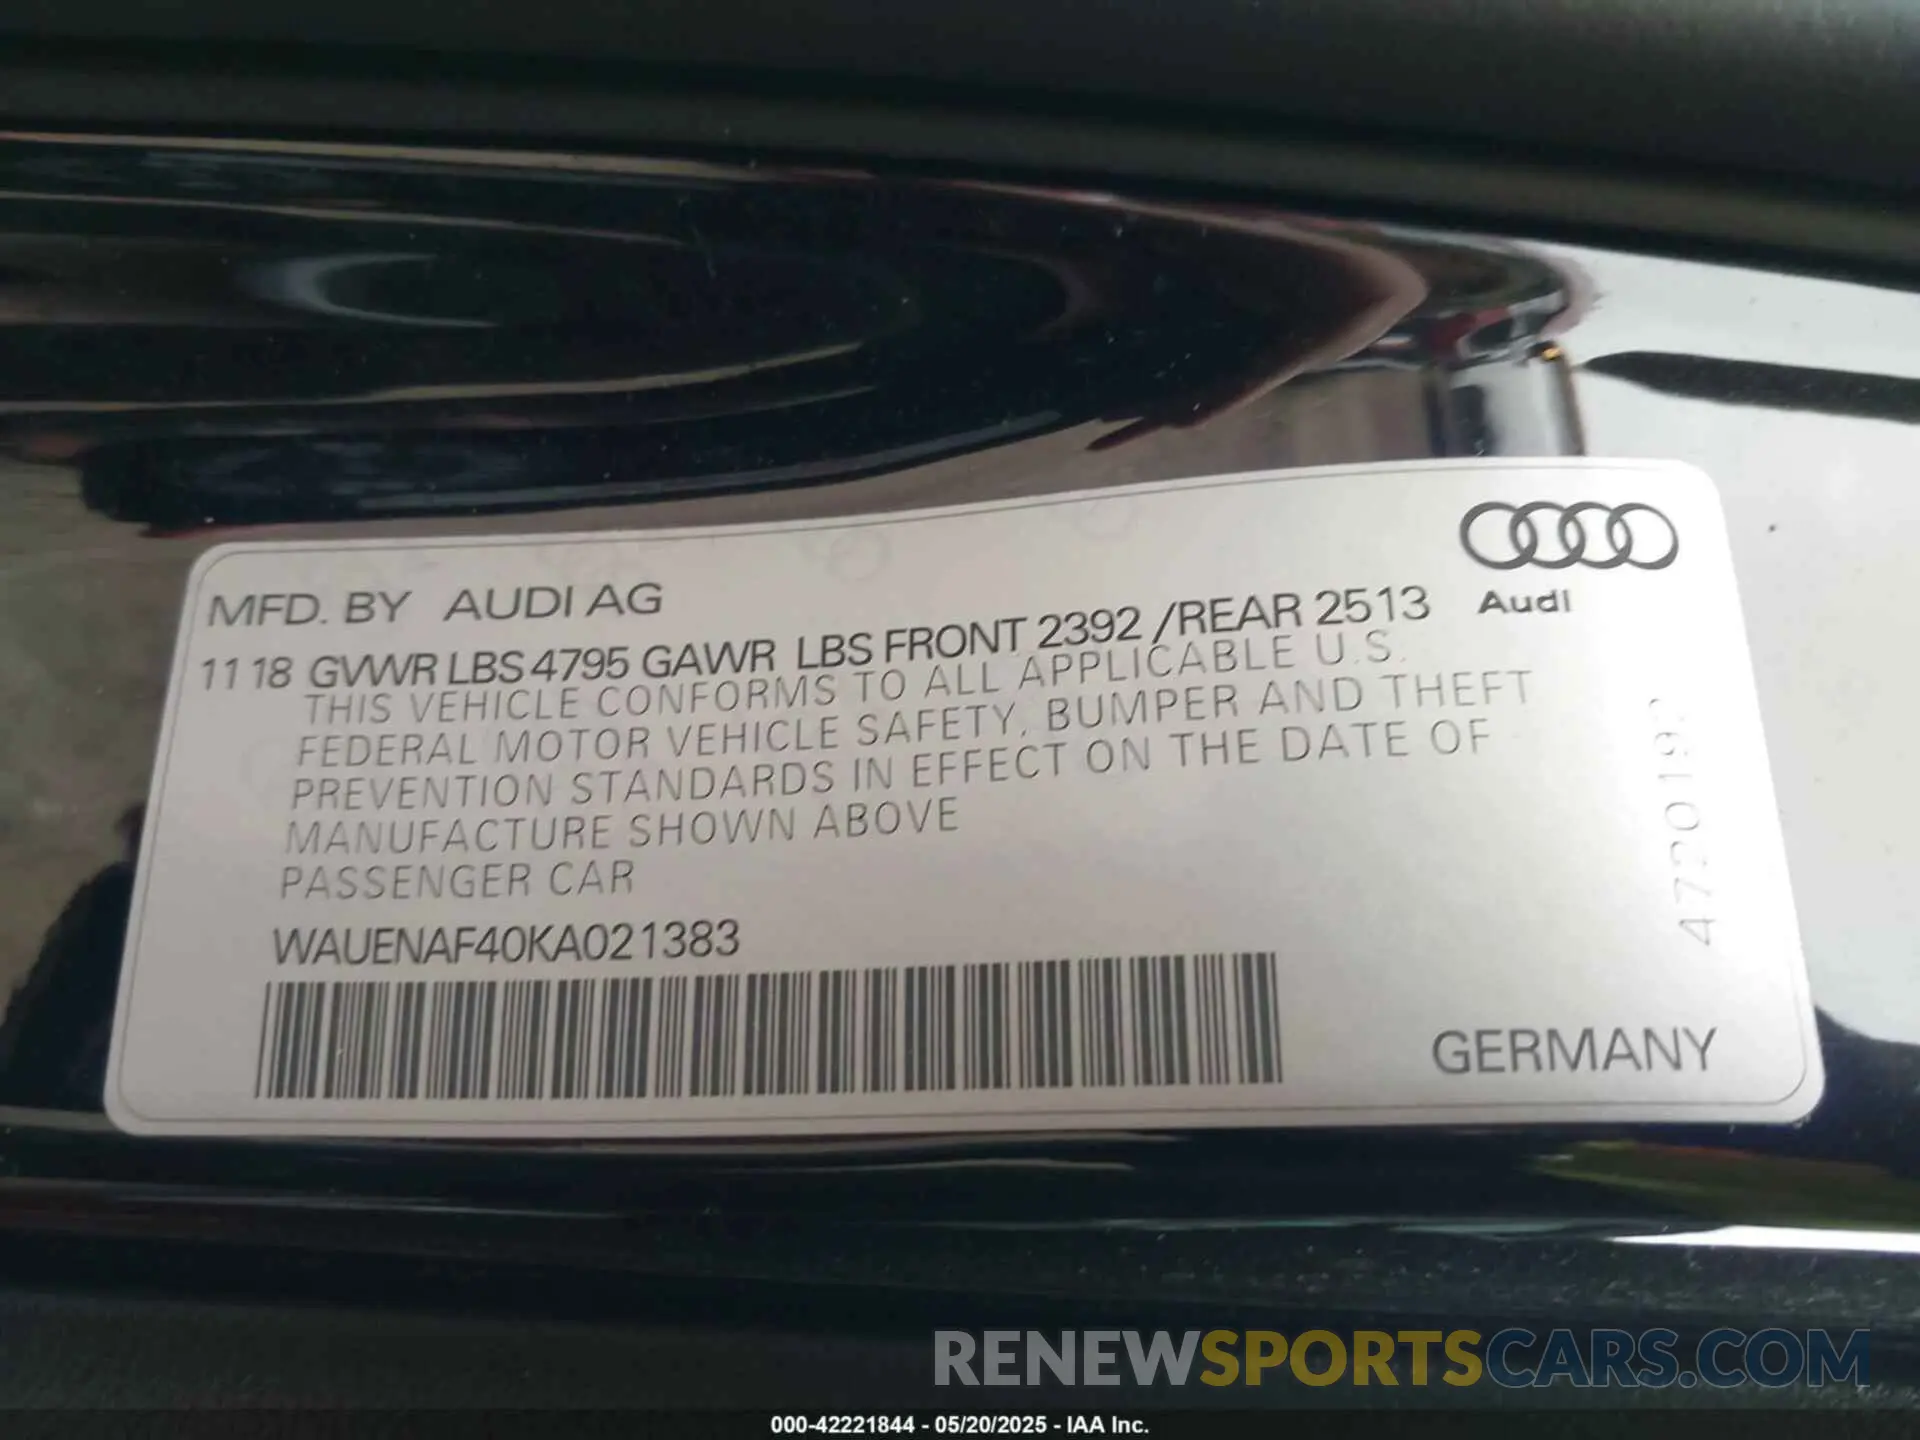 MFD. BY AUDI AG
Audi
11 18 GVWR LBS 4795 GAWR LBS FRONT 2392 /REAR 2513
THIS VEHICLE CONFORMS TO ALL APPLICABLE U.S.
FEDERAL MOTOR VEHICLE SAFETY, BUMPER AND THEFT
PREVENTION STANDARDS IN EFFECT ON THE DATE OF
MANUFACTURE SHOWN ABOVE
PASSENGER CAR
WAUENAF40KA021383
GERMANY
RENEWSPORTSCARS.COM
000-42221844 - 05/20/2025 - IAA Inc.